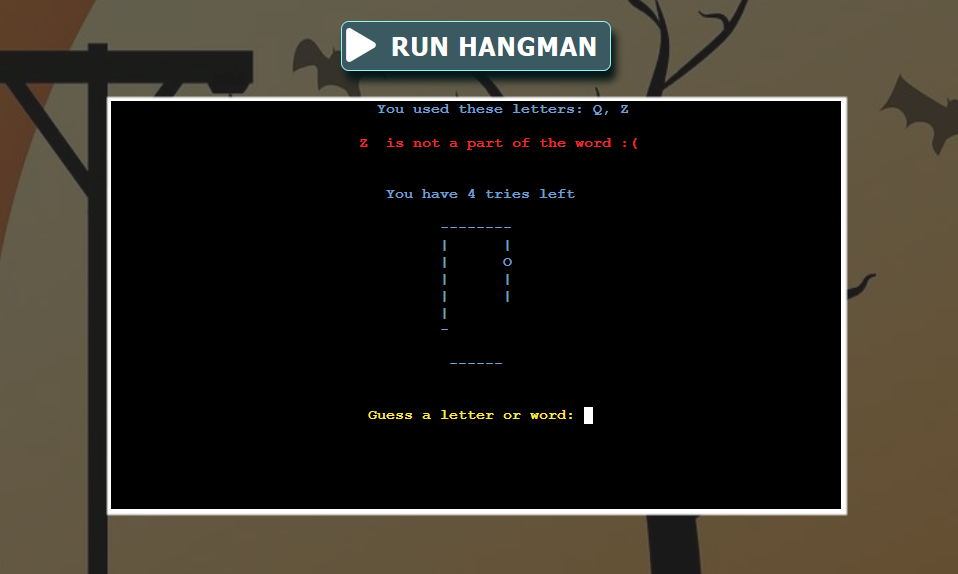 RUN HANGMAN
You used these letters: Q, Z
Z  is not a part of the word :(
You have 4 tries left
--------
|      |
|      O
|      |
|      |
|
-
______
Guess a letter or word: